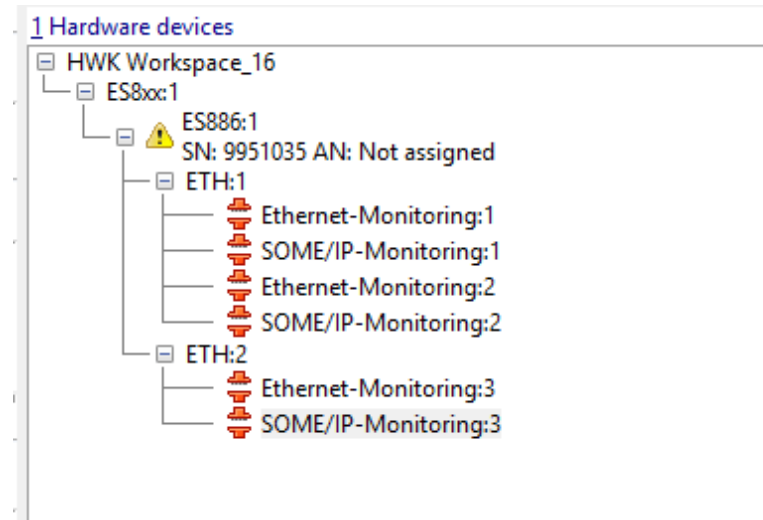 1 Hardware devices
HWK Workspace_16
ES8xx:1
ES886:1
SN: 9951035 AN: Not assigned
ETH:1
Ethernet-Monitoring:1
SOME/IP-Monitoring:1
Ethernet-Monitoring:2
SOME/IP-Monitoring:2
ETH:2
Ethernet-Monitoring:3
SOME/IP-Monitoring:3